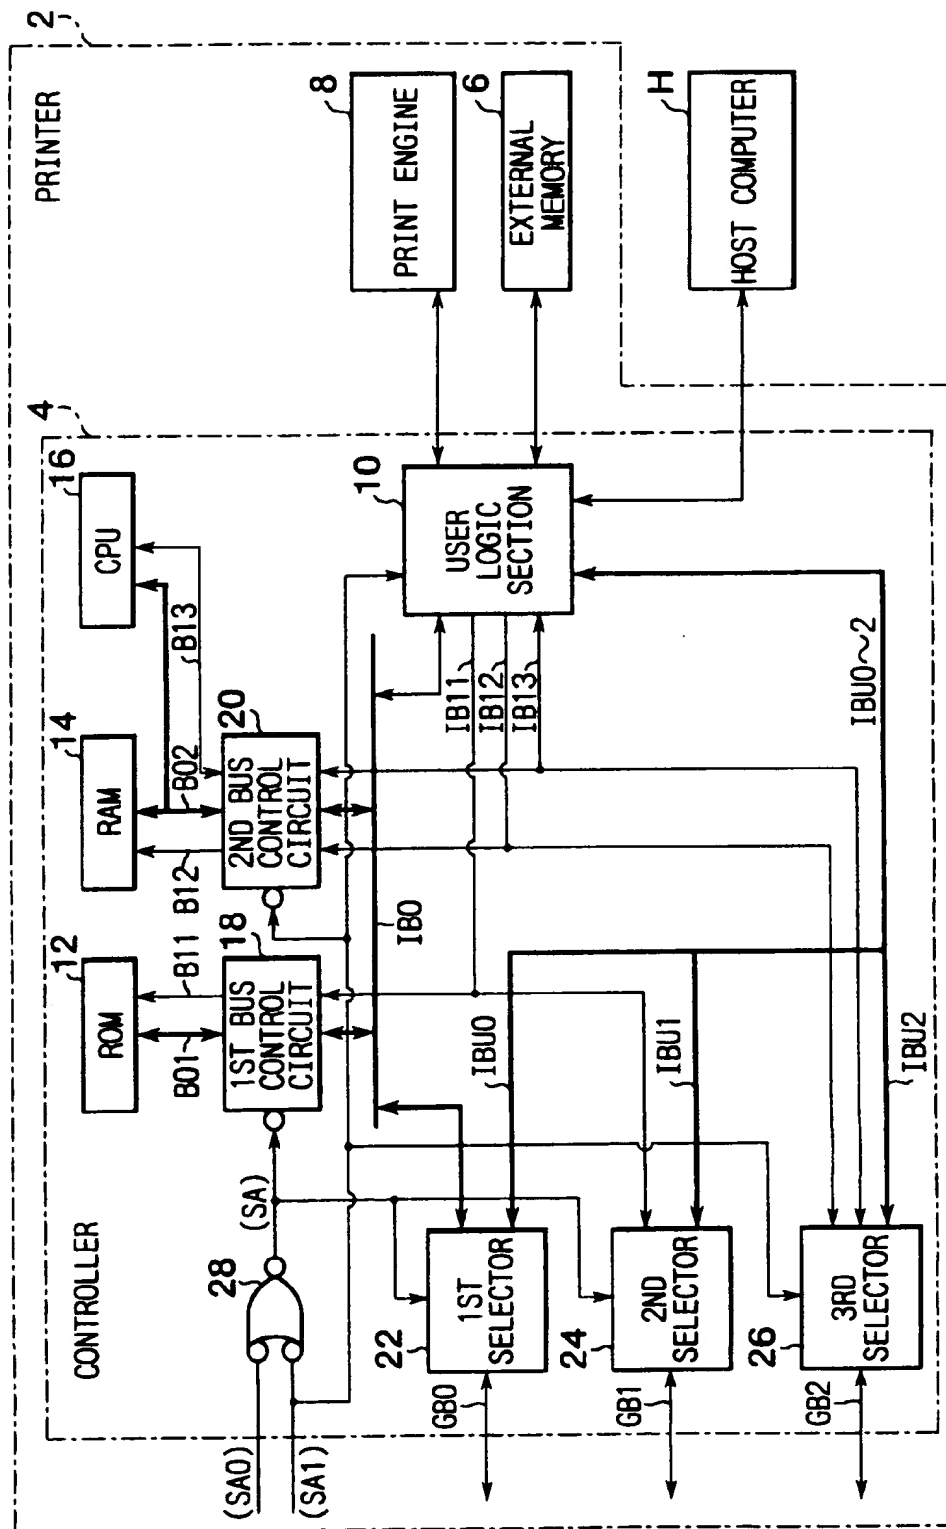 2
PRINTER
8
PRINT ENGINE
6
EXTERNAL
MEMORY
H
HOST COMPUTER
4
CONTROLLER
16
CPU
14
RAM
12
ROM
B13
B02
B12
B11
B01
20
2ND BUS
CONTROL
CIRCUIT
18
1ST BUS
CONTROL
CIRCUIT
10
USER
LOGIC
SECTION
(SA)
28
(SA0)
(SA1)
IB0
IB11
IB12
IB13
IBU0~2
IBU0
IBU1
IBU2
22
1ST
SELECTOR
24
2ND
SELECTOR
26
3RD
SELECTOR
GB0
GB1
GB2